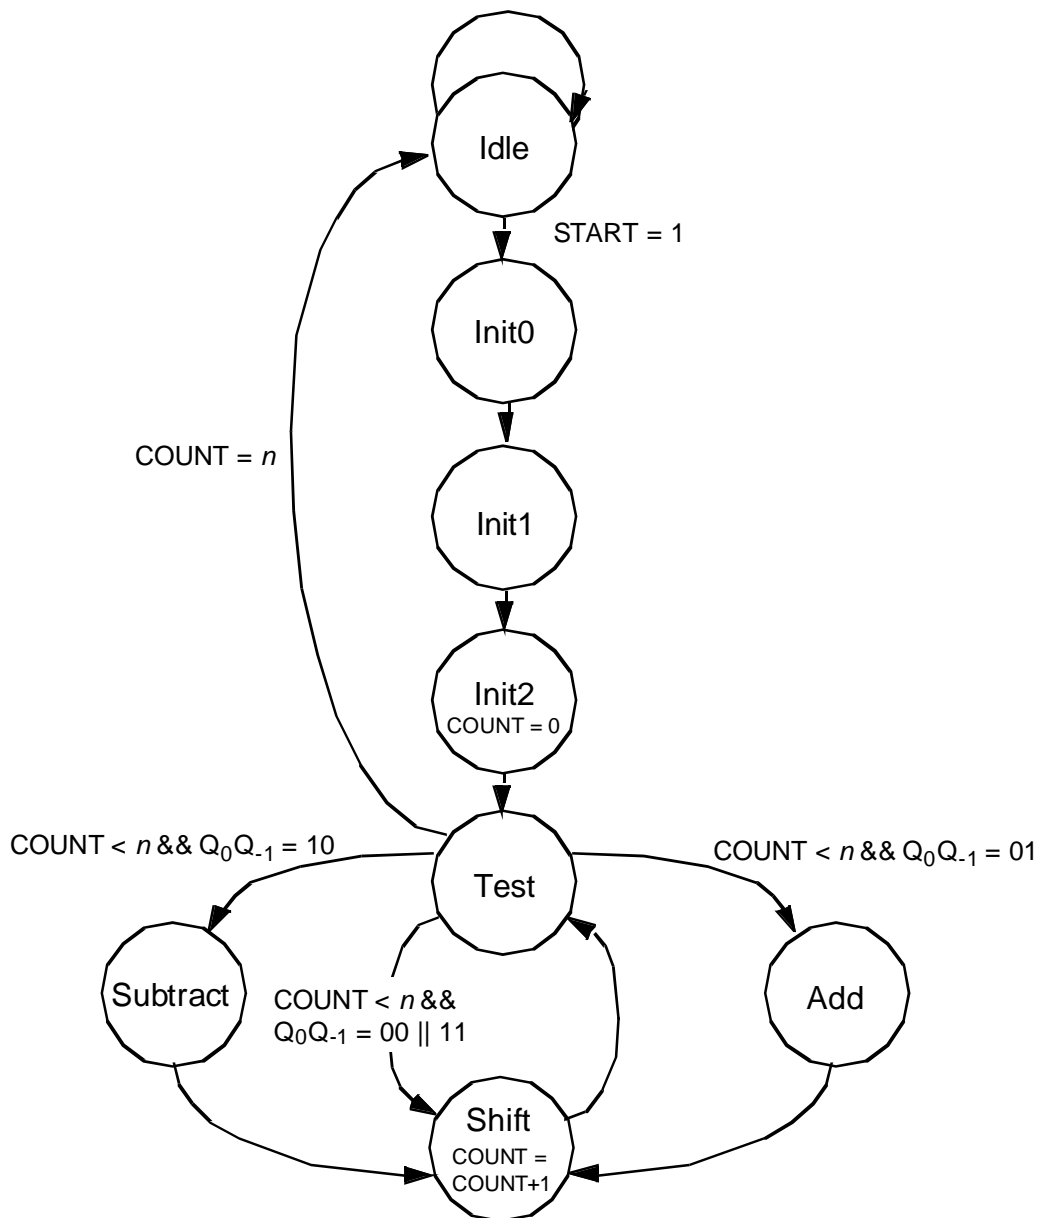 Idle
START = 1
Init0
COUNT = n
Init1
Init2
COUNT = 0
COUNT < n && Q₀Q₋₁ = 10
COUNT < n && Q₀Q₋₁ = 01
Test
Subtract
COUNT < n &&
Q₀Q₋₁ = 00 || 11
Add
Shift
COUNT =
COUNT+1